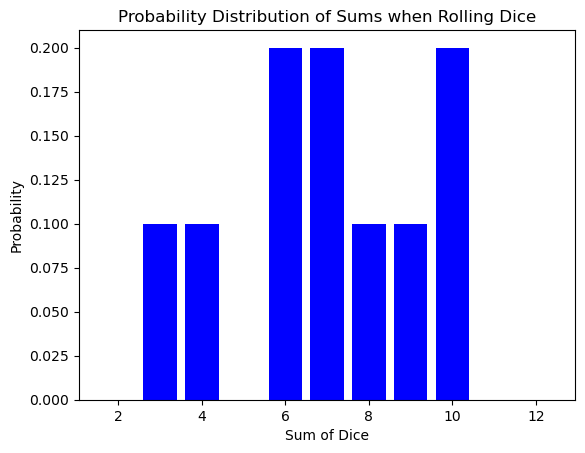 Probability Distribution of Sums when Rolling Dice
0.200
0.175
0.150
0.125
0.100
0.075
0.050
0.025
0.000
Probability
2 4 6 8 10 12
Sum of Dice